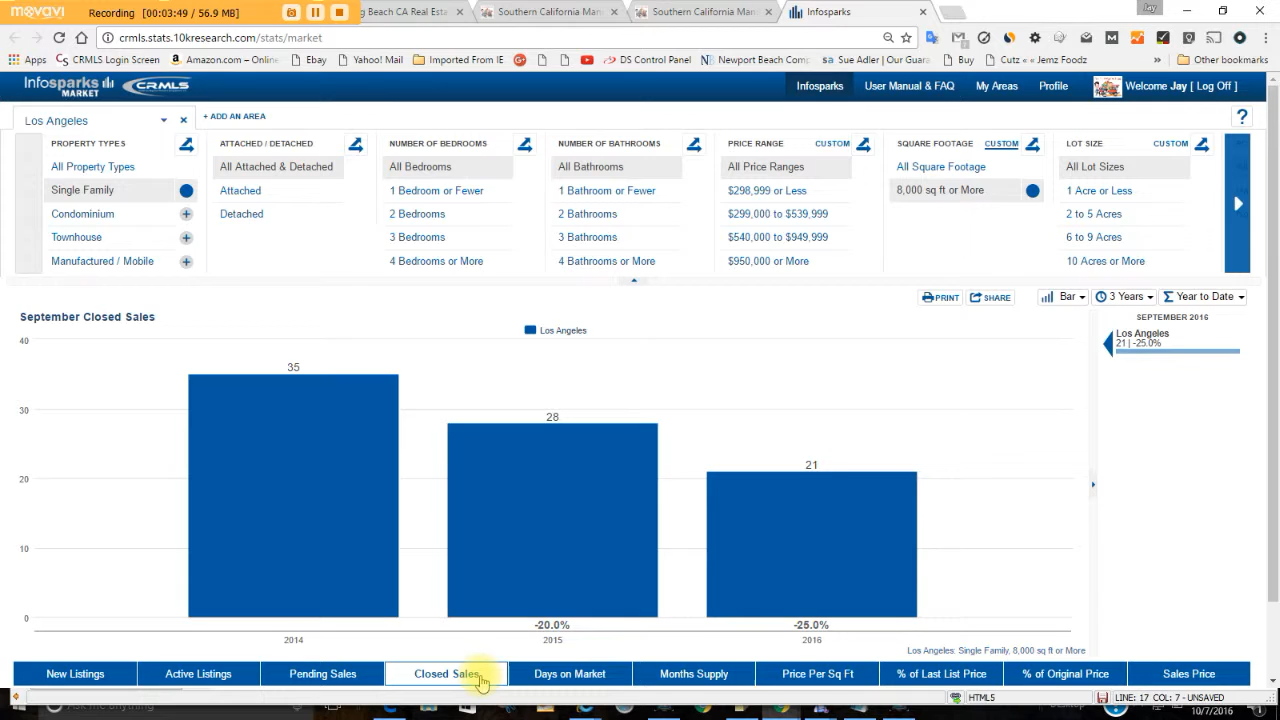 movavi
Recording ( 00:03:49 / 56.9 MB )
g Beach CA Real Esta
Southern California Man
Southern California Man
Infosparks
Jay
crmls.stats.10kresearch.com/stats/market
Apps
CRMLS Login Screen
Amazon.com – Online
Ebay
Yahoo! Mail
Imported From IE
DS Control Panel
Newport Beach Comp
Sue Adler | Our Guara
Buy
Cutz «« Jemz Foodz
»
Other bookmarks
Infosparks
MARKET
CRMLS
Infosparks
User Manual & FAQ
My Areas
Profile
Welcome Jay [ Log Off ]
Los Angeles
+ ADD AN AREA
?
PROPERTY TYPES
ATTACHED / DETACHED
NUMBER OF BEDROOMS
NUMBER OF BATHROOMS
PRICE RANGE
CUSTOM
SQUARE FOOTAGE
CUSTOM
LOT SIZE
CUSTOM
All Property Types
All Attached & Detached
All Bedrooms
All Bathrooms
All Price Ranges
All Square Footage
All Lot Sizes
Single Family
Attached
1 Bedroom or Fewer
1 Bathroom or Fewer
$298,999 or Less
8,000 sq ft or More
1 Acre or Less
Condominium
Detached
2 Bedrooms
2 Bathrooms
$299,000 to $539,999
2 to 5 Acres
Townhouse
3 Bedrooms
3 Bathrooms
$540,000 to $949,999
6 to 9 Acres
Manufactured / Mobile
4 Bedrooms or More
4 Bathrooms or More
$950,000 or More
10 Acres or More
PRINT
SHARE
Bar
3 Years
Year to Date
September Closed Sales
SEPTEMBER 2016
Los Angeles
Los Angeles
21 | -25.0%
40
30
20
10
0
35
28
21
-20.0%
-25.0%
2014
2015
2016
Los Angeles: Single Family, 8,000 sq ft or More
New Listings
Active Listings
Pending Sales
Closed Sales
Days on Market
Months Supply
Price Per Sq Ft
% of Last List Price
% of Original Price
Sales Price
HTML5
LINE: 17 COL: 7 - UNSAVED
Ask me anything
10/7/2016